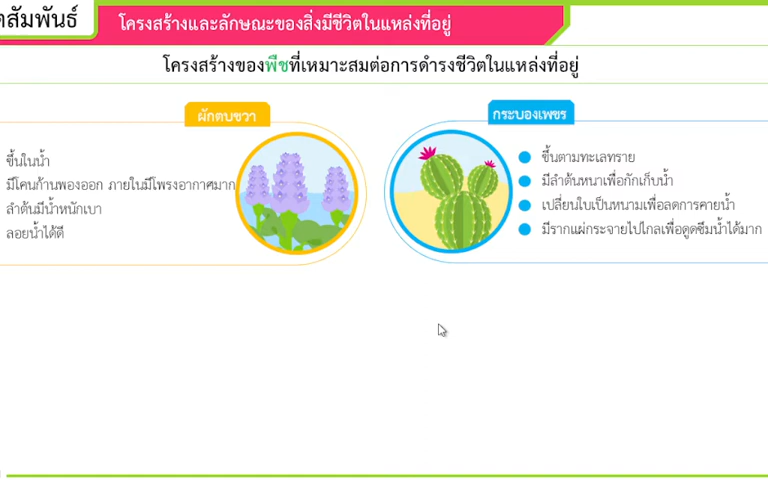 ตสัมพันธ์
โครงสร้างและลักษณะของสิ่งมีชีวิตในแหล่งที่อยู่
โครงสร้างของพืชที่เหมาะสมต่อการดำรงชีวิตในแหล่งที่อยู่
ผักตบชวา
ขึ้นในน้ำ
มีโคนก้านพองออก ภายในมีโพรงอากาศมาก
ลำต้นมีน้ำหนักเบา
ลอยน้ำได้ดี
กระบองเพชร
ขึ้นตามทะเลทราย
มีลำต้นหนาเพื่อกักเก็บน้ำ
เปลี่ยนใบเป็นหนามเพื่อลดการคายน้ำ
มีรากแผ่กระจายไปไกลเพื่อดูดซึมน้ำได้มาก